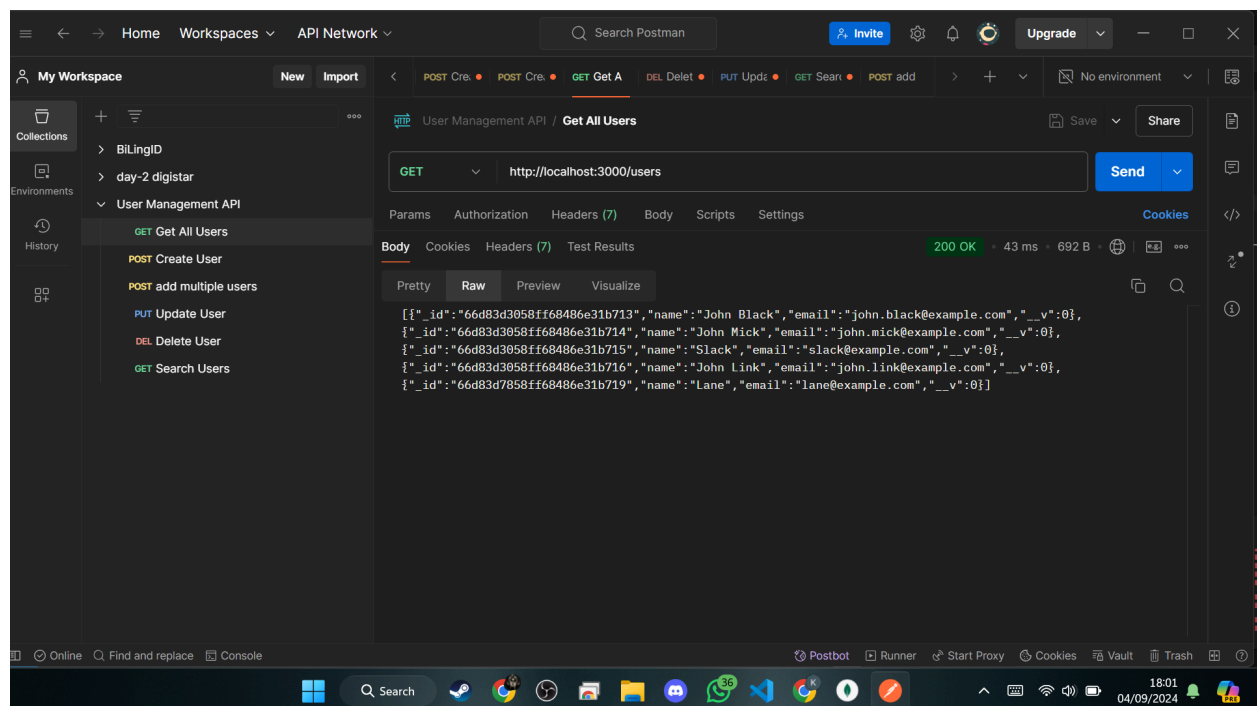 Home Workspaces API Network Search Postman Invite Upgrade
My Workspace New Import POST Cre: POST Cre: GET Get A DEL Delet POST add PUT Upda GET Searc No environment
Collections
Environments
History
BiLingID
day-2 digistar
User Management API
GET Get All Users
POST Create User
POST add multiple users
PUT Update User
DEL Delete User
GET Search Users
HTTP User Management API / Get All Users Save Share
GET http://localhost:3000/users Send
Params Authorization Headers (7) Body Scripts Settings Cookies
Body Cookies Headers (7) Test Results 200 OK 43 ms 692 B e.g.
Pretty Raw Preview Visualize
[{"_id":"66d83d3058ff68486e31b713","name":"John Black","email":"john.black@example.com","__v":0},
{"_id":"66d83d3058ff68486e31b714","name":"John Mick","email":"john.mick@example.com","__v":0},
{"_id":"66d83d3058ff68486e31b715","name":"Slack","email":"slack@example.com","__v":0},
{"_id":"66d83d3058ff68486e31b716","name":"John Link","email":"john.link@example.com","__v":0},
{"_id":"66d83d7858ff68486e31b719","name":"Lane","email":"lane@example.com","__v":0}]
Online Find and replace Console Postbot Runner Start Proxy Cookies Vault Trash
Search 36 K 18:01 PRE
04/09/2024